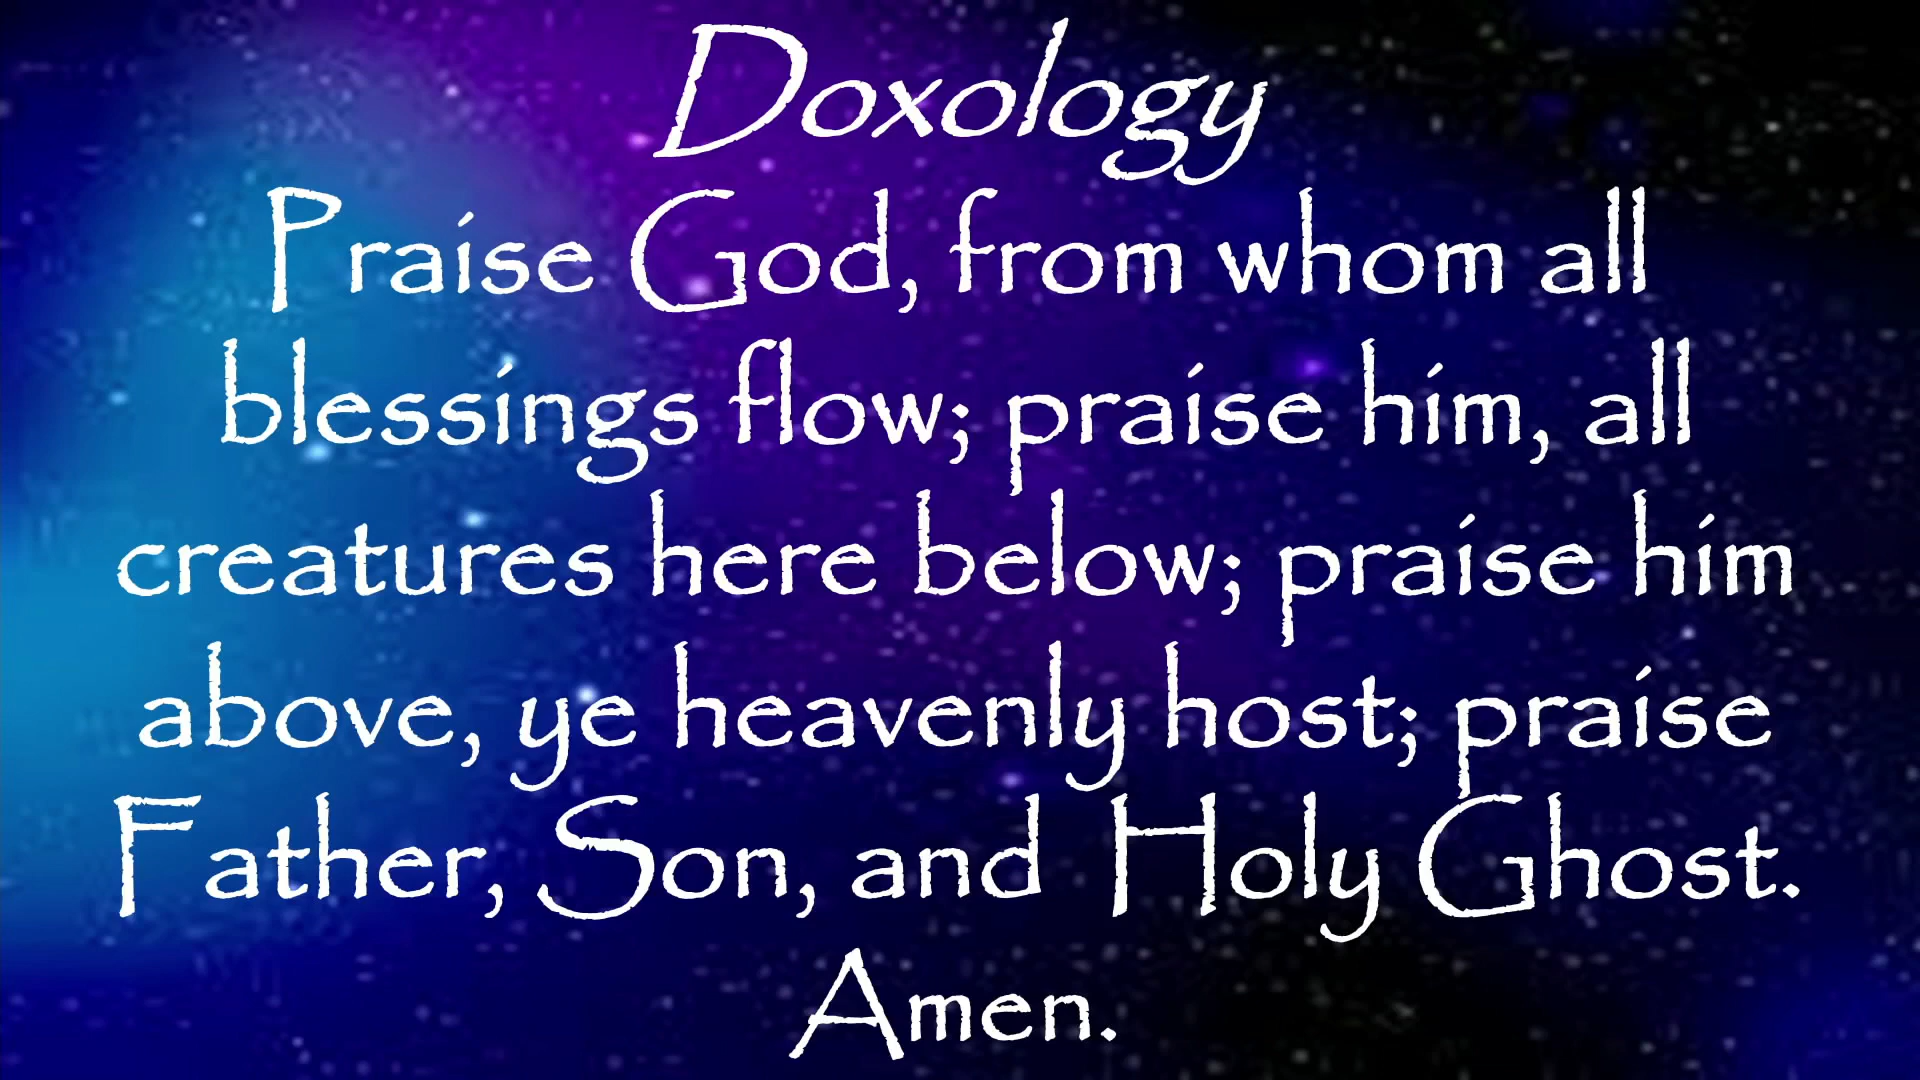 Doxology
Praise God, from whom all
blessings flow; praise him, all
creatures here below; praise him
above, ye heavenly host; praise
Father, Son, and Holy Ghost.
Amen.